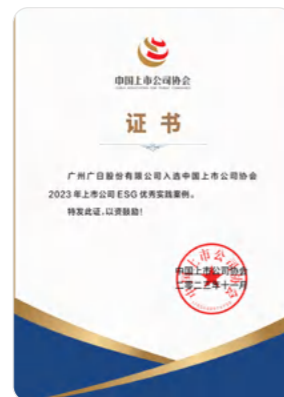 中国上市公司协会
证书
广州广日股份有限公司入选中国上市公司协会
2023年上市公司ESG优秀实践案例。
特发此证，以资鼓励！
中国上市公司协会
二零二三年十一月